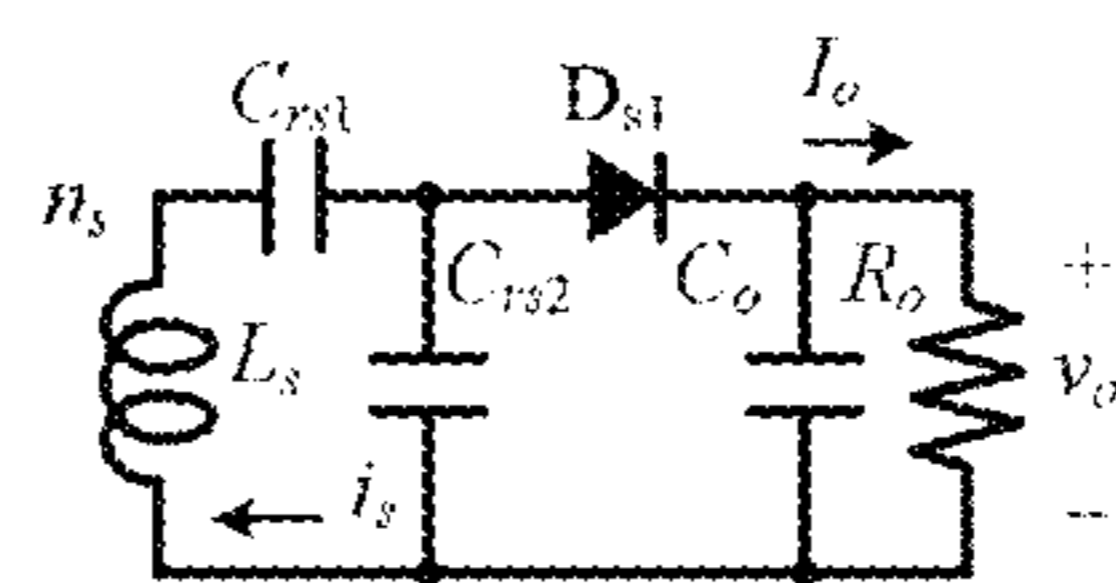 C_rs1
D_s1
I_o
n_s
L_s
C_rs2
C_o
R_o
+
v_o
−
i_s